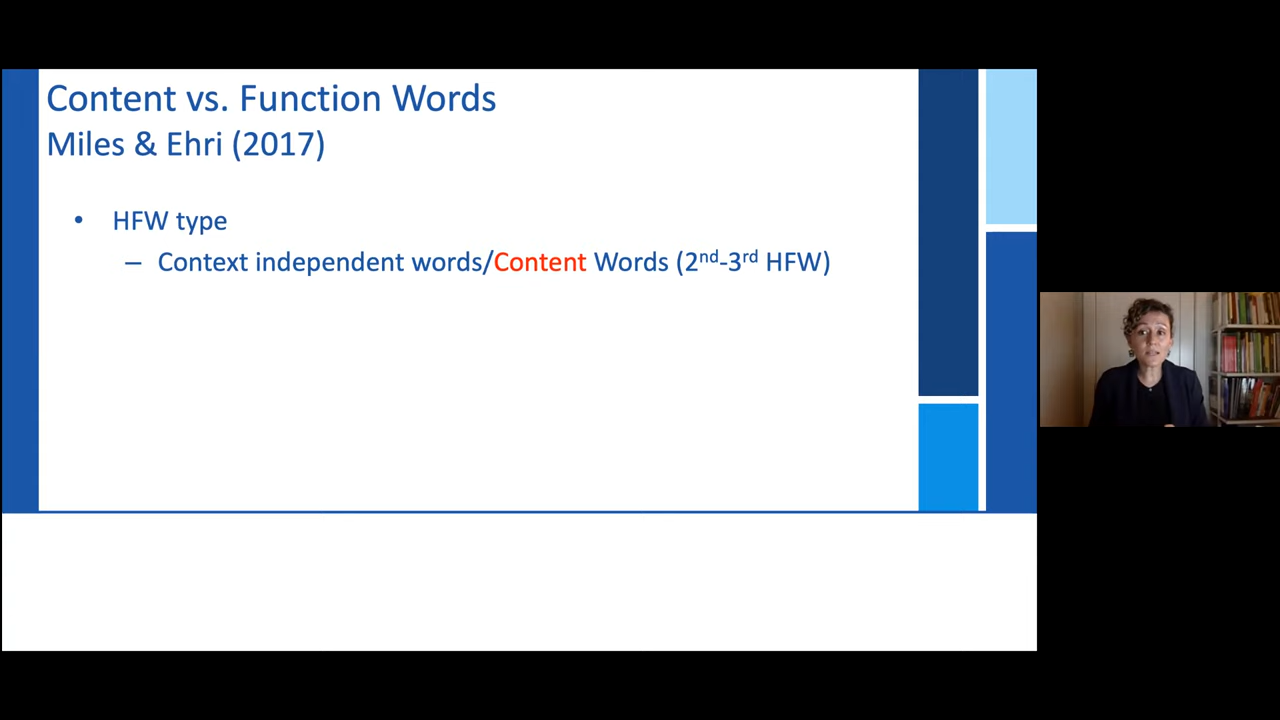 Content vs. Function Words
Miles & Ehri (2017)
• HFW type
– Context independent words/Content Words (2nd-3rd HFW)